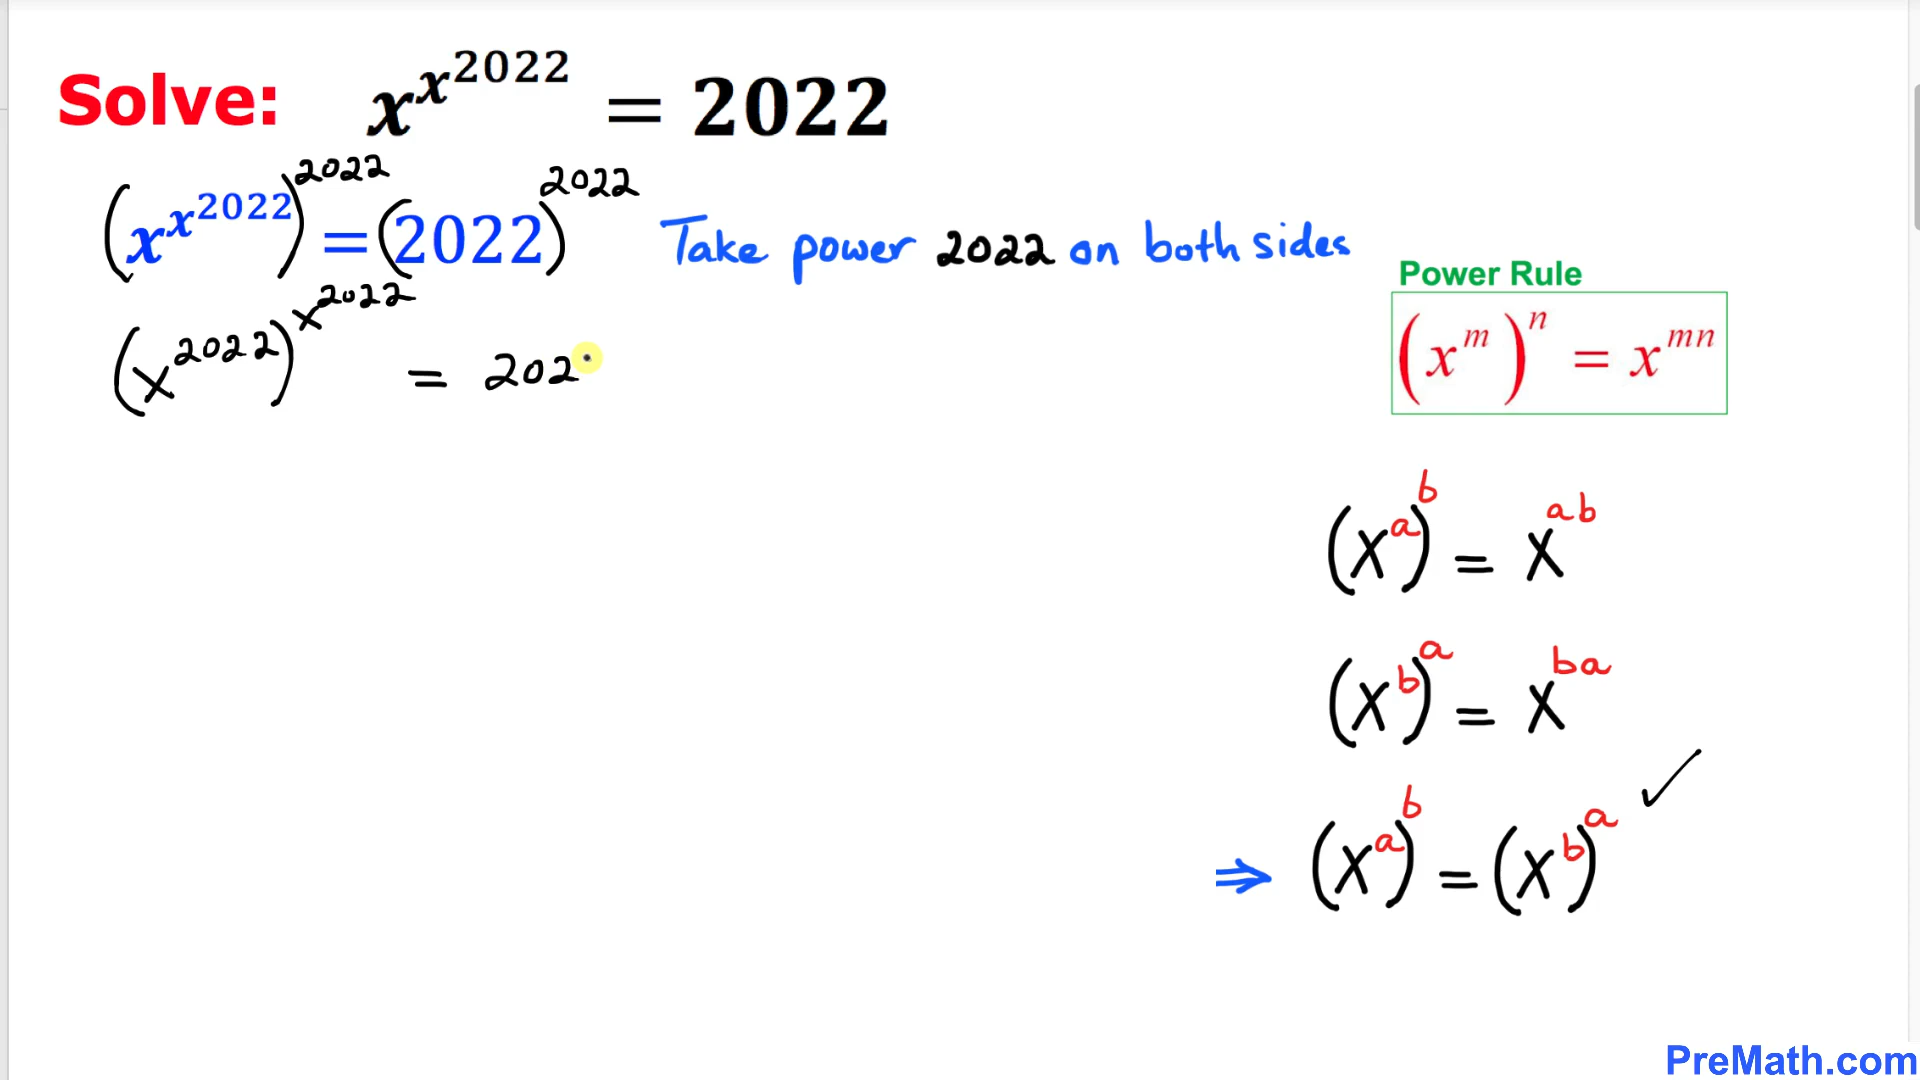 Solve: x^{x^{2022}} = 2022
(x^{x^{2022}})^{2022} = (2022)^{2022} Take power 2022 on both sides
(x^{2022})^{x^{2022}} = 202
Power Rule
(x^m)^n = x^{mn}
(x^a)^b = x^{ab}
(x^b)^a = x^{ba}
⇒ (x^a)^b = (x^b)^a ✓
PreMath.com